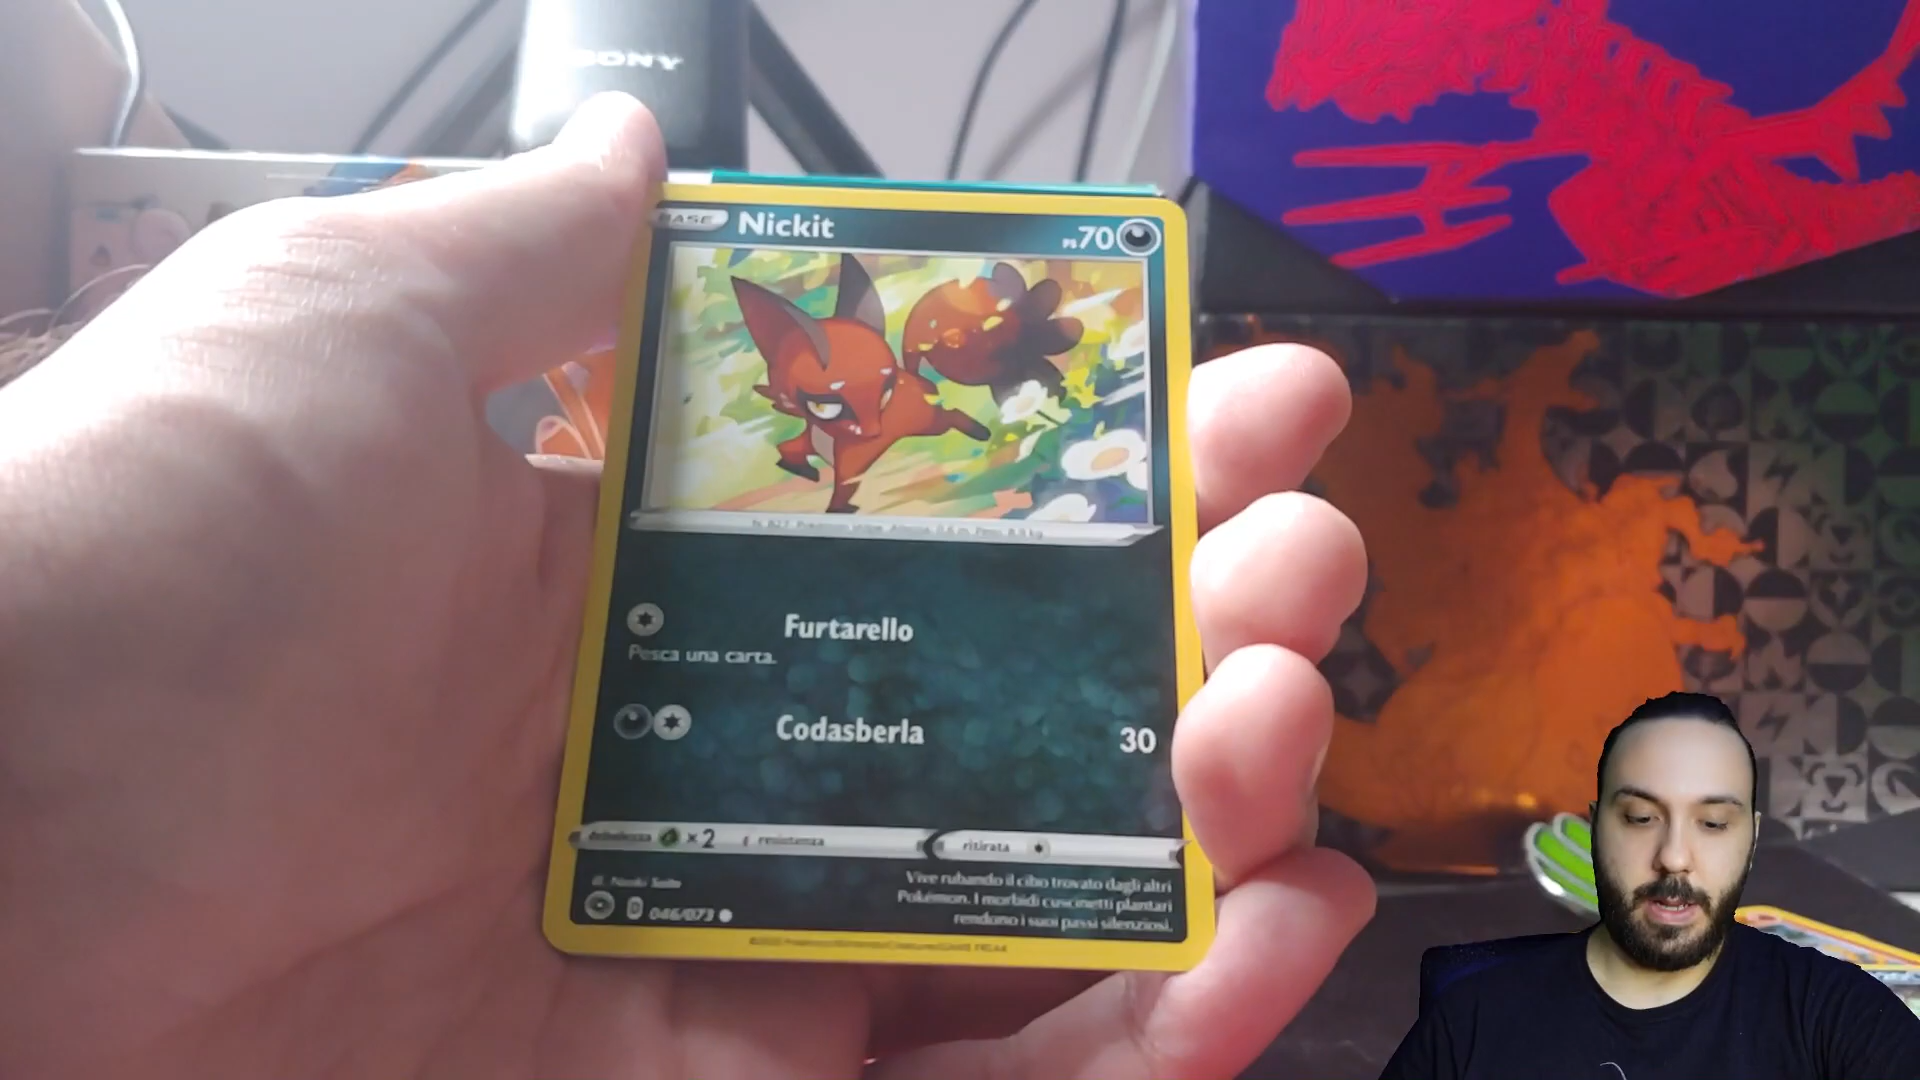 SONY
BASE Nickit PS70
Furtarello
Pesca una carta.
Codasberla 30
debolezza ×2 resistenza ritirata
Vive rubando il cibo trovato dagli altri
Pokémon. I morbidi cuscinetti plantari
rendono i suoi passi silenziosi.
D 046/073